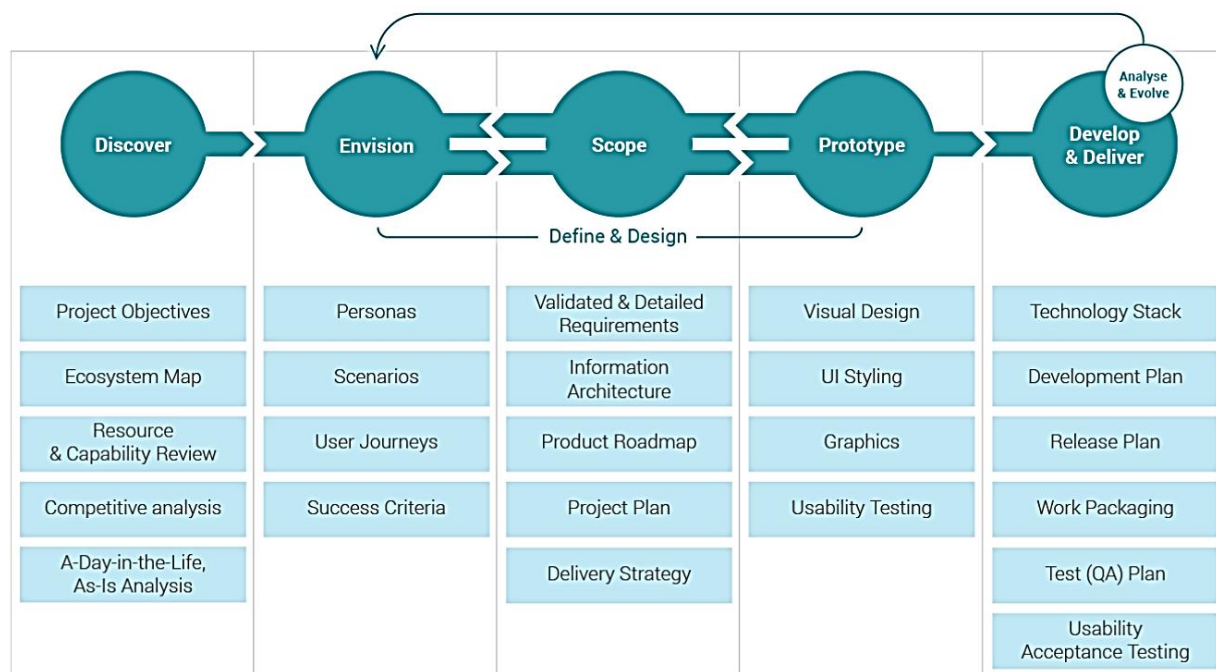 Analyse
& Evolve
Discover
Envision
Scope
Prototype
Develop
& Deliver
Define & Design
Project Objectives
Ecosystem Map
Resource
& Capability Review
Competitive analysis
A-Day-in-the-Life,
As-Is Analysis
Personas
Scenarios
User Journeys
Success Criteria
Validated & Detailed
Requirements
Information
Architecture
Product Roadmap
Project Plan
Delivery Strategy
Visual Design
UI Styling
Graphics
Usability Testing
Technology Stack
Development Plan
Release Plan
Work Packaging
Test (QA) Plan
Usability
Acceptance Testing